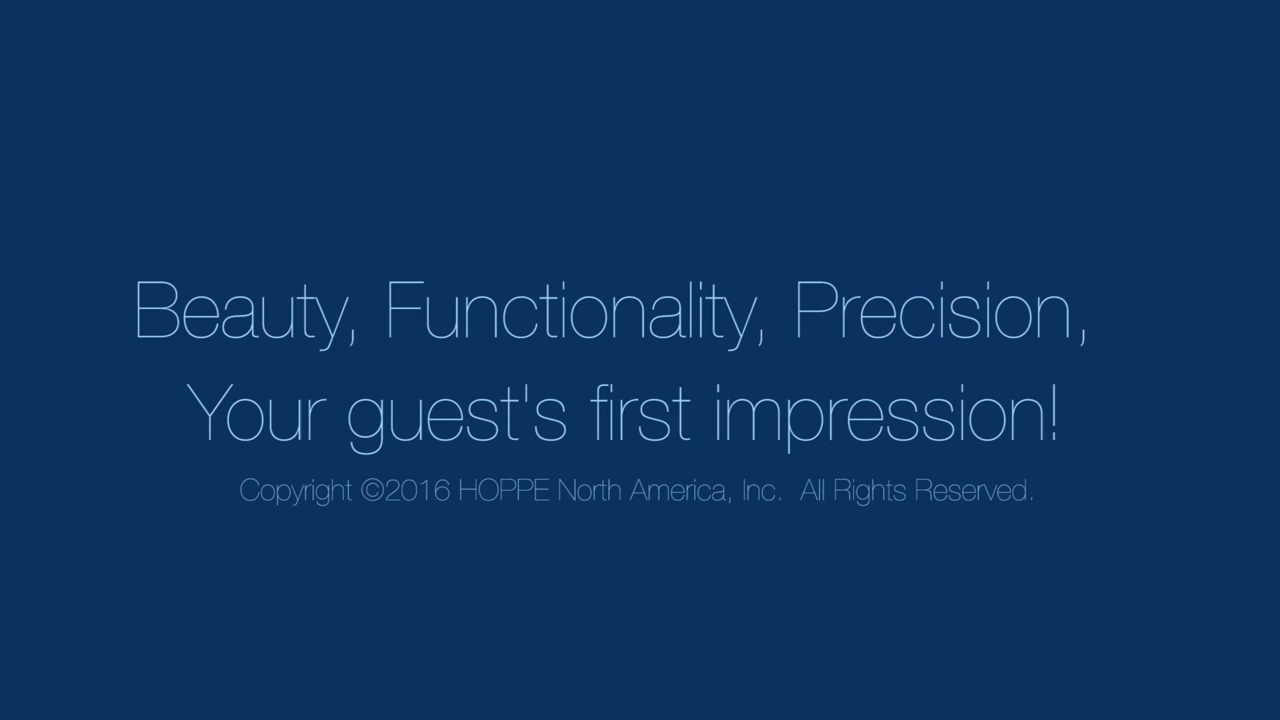 Beauty, Functionality, Precision,
Your guest's first impression!
Copyright ©2016 HOPPE North America, Inc.  All Rights Reserved.